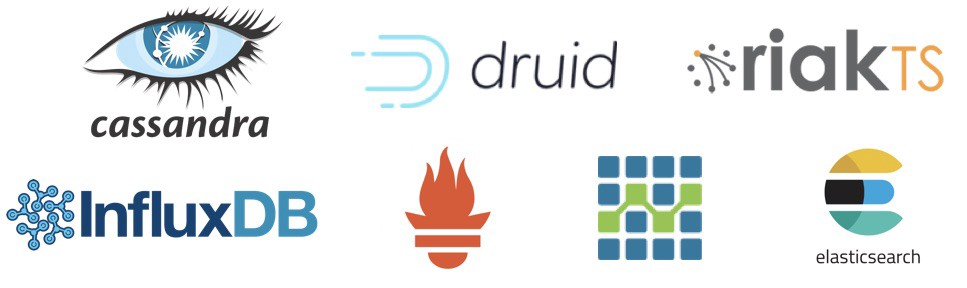 cassandra
druid
riakTS
InfluxDB
elasticsearch